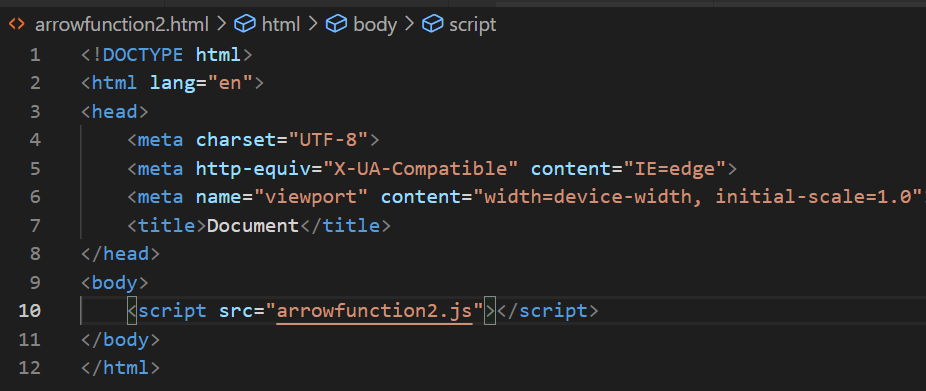 arrowfunction2.html > html > body > script
1 <!DOCTYPE html>
2 <html lang="en">
3 <head>
4     <meta charset="UTF-8">
5     <meta http-equiv="X-UA-Compatible" content="IE=edge">
6     <meta name="viewport" content="width=device-width, initial-scale=1.0"
7     <title>Document</title>
8 </head>
9 <body>
10     <script src="arrowfunction2.js"></script>
11 </body>
12 </html>